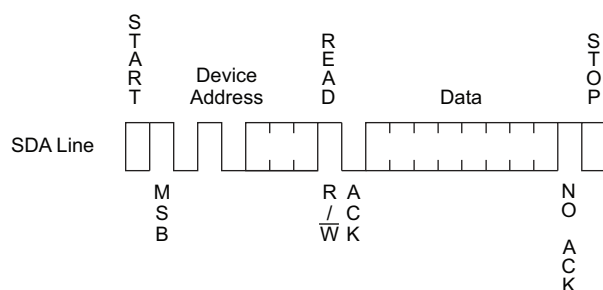 START
READ
STOP
Device
Address
Data
SDA Line
MSB
R/W
ACK
NO ACK